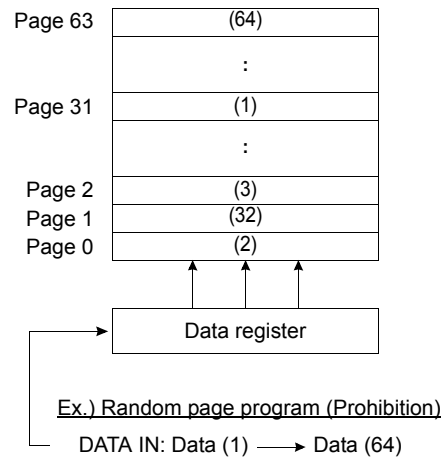 Page 63 (64)
:
Page 31 (1)
:
Page 2 (3)
Page 1 (32)
Page 0 (2)
Data register
Ex.) Random page program (Prohibition)
DATA IN: Data (1) Data (64)